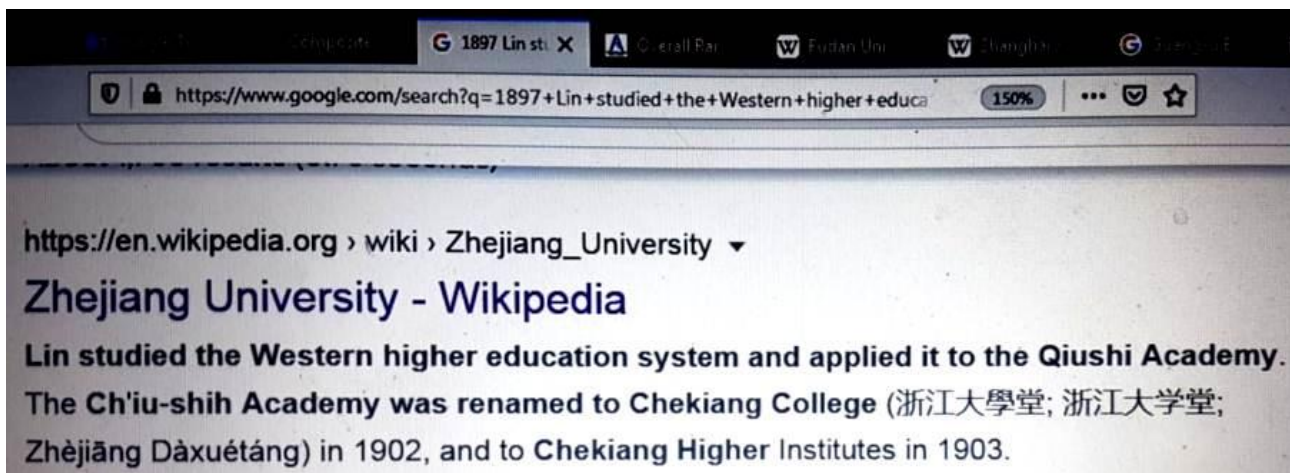 1897 Lin st
https://www.google.com/search?q=1897+Lin+studied+the+Western+higher+educa 150%
https://en.wikipedia.org › wiki › Zhejiang_University
Zhejiang University - Wikipedia
Lin studied the Western higher education system and applied it to the Qiushi Academy.
The Ch'iu-shih Academy was renamed to Chekiang College (浙江大學堂; 浙江大学堂;
Zhèjiāng Dàxuétáng) in 1902, and to Chekiang Higher Institutes in 1903.